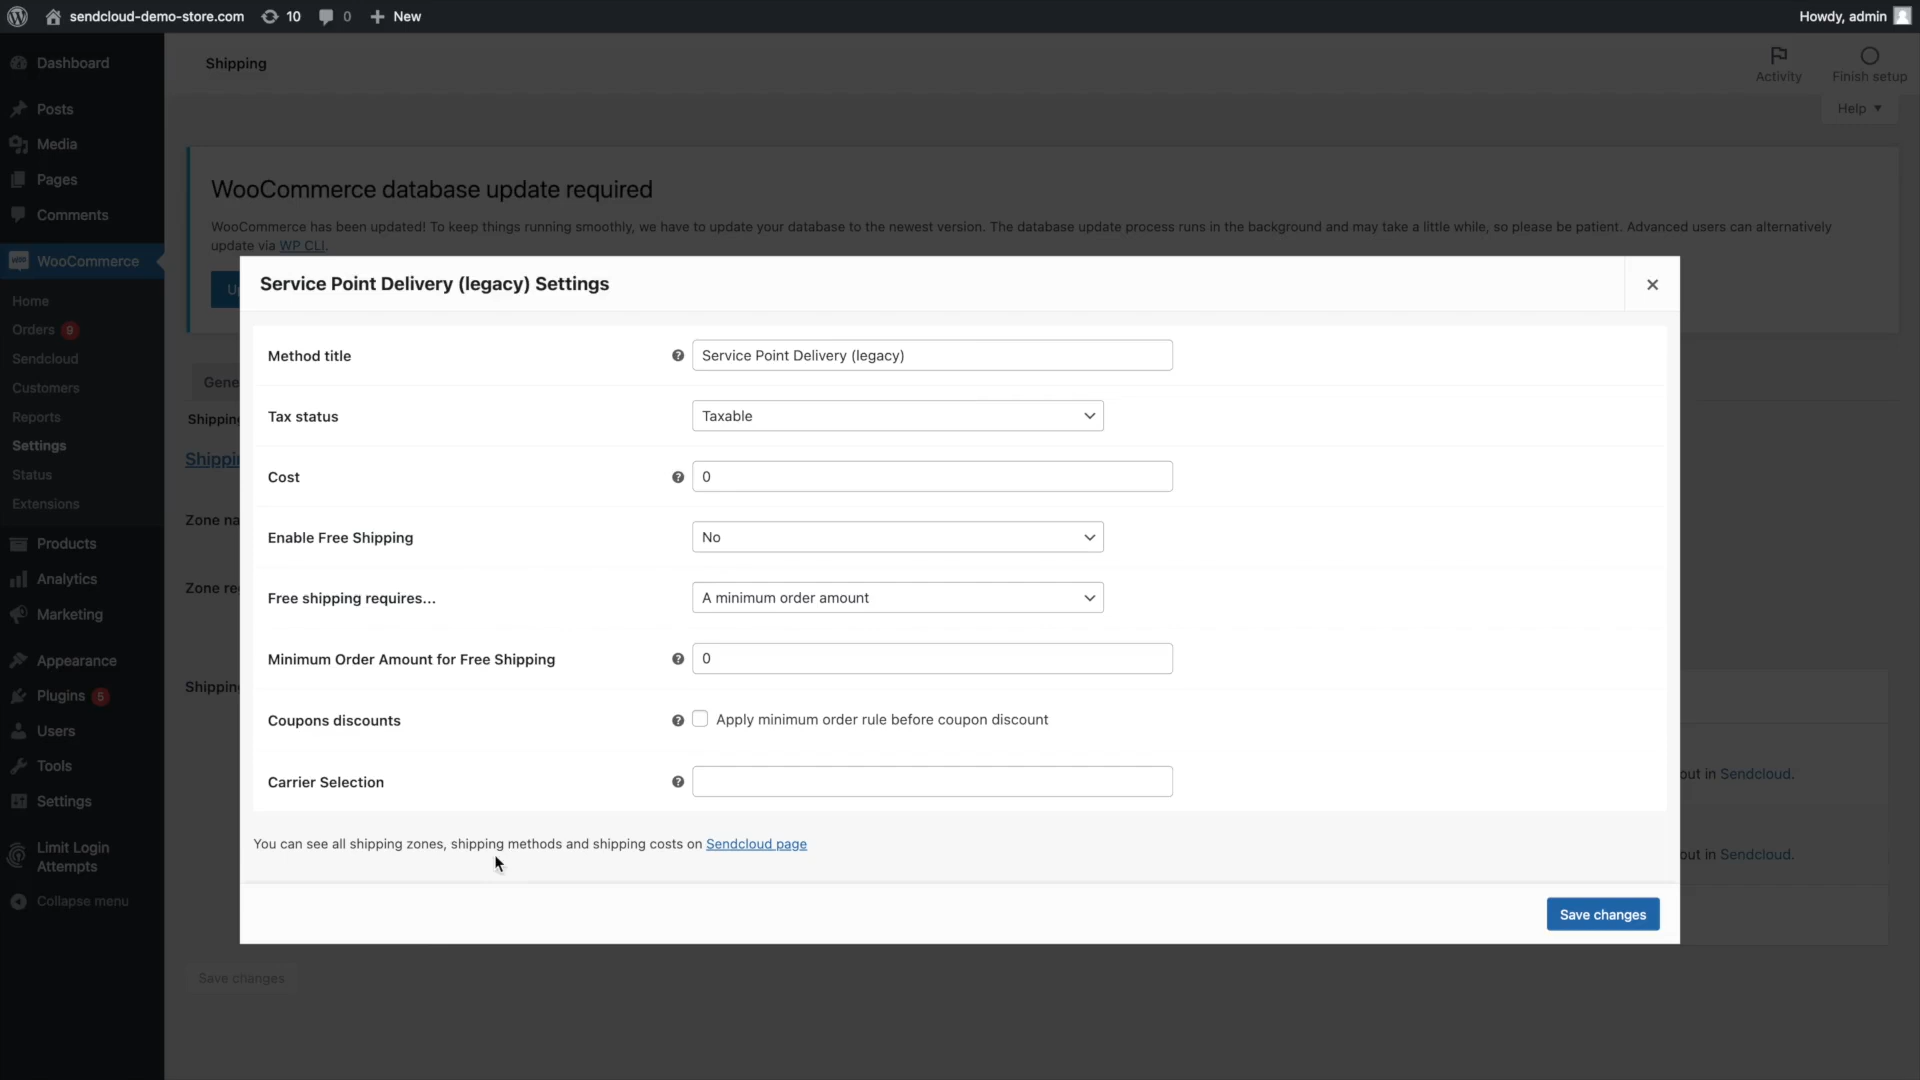 sendcloud-demo-store.com 10 0 New Howdy, admin
Dashboard
Posts
Media
Pages
Comments
WooCommerce
Home
Orders 9
Sendcloud
Customers
Reports
Settings
Status
Extensions
Products
Analytics
Marketing
Appearance
Plugins 5
Users
Tools
Settings
Limit Login
Attempts
Collapse menu
Shipping
Activity
Finish setup
Help
WooCommerce database update required
WooCommerce has been updated! To keep things running smoothly, we have to update your database to the newest version. The database update process runs in the background and may take a little while, so please be patient. Advanced users can alternatively
update via WP CLI.
Service Point Delivery (legacy) Settings
Method title
Service Point Delivery (legacy)
Tax status
Taxable
Cost
0
Enable Free Shipping
No
Free shipping requires...
A minimum order amount
Minimum Order Amount for Free Shipping
0
Coupons discounts
Apply minimum order rule before coupon discount
Carrier Selection
You can see all shipping zones, shipping methods and shipping costs on Sendcloud page
Save changes
Shipping
Zone na
Zone re
Shipping
out in Sendcloud.
out in Sendcloud.
Save changes